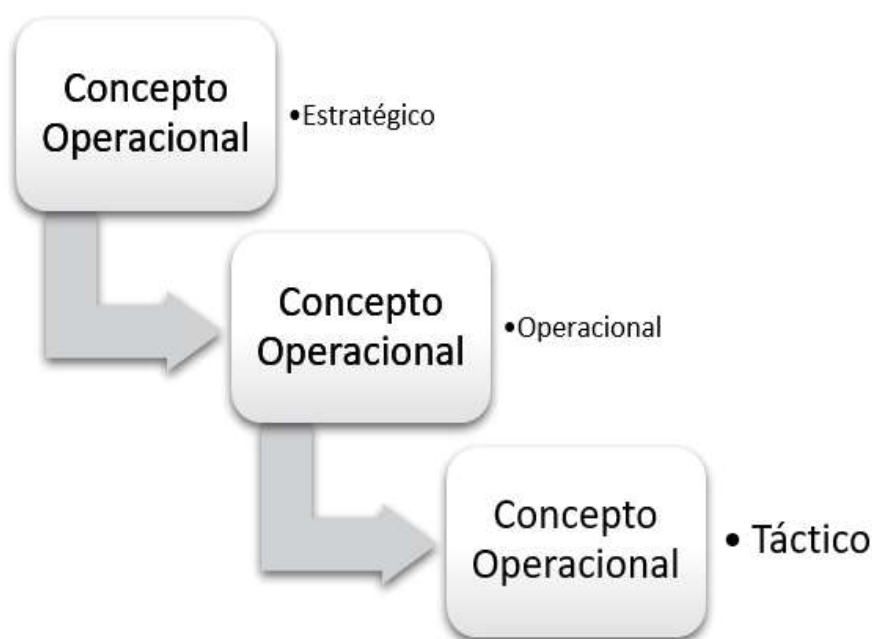 Concepto
Operacional
•Estratégico
Concepto
Operacional
•Operacional
Concepto
Operacional
• Táctico